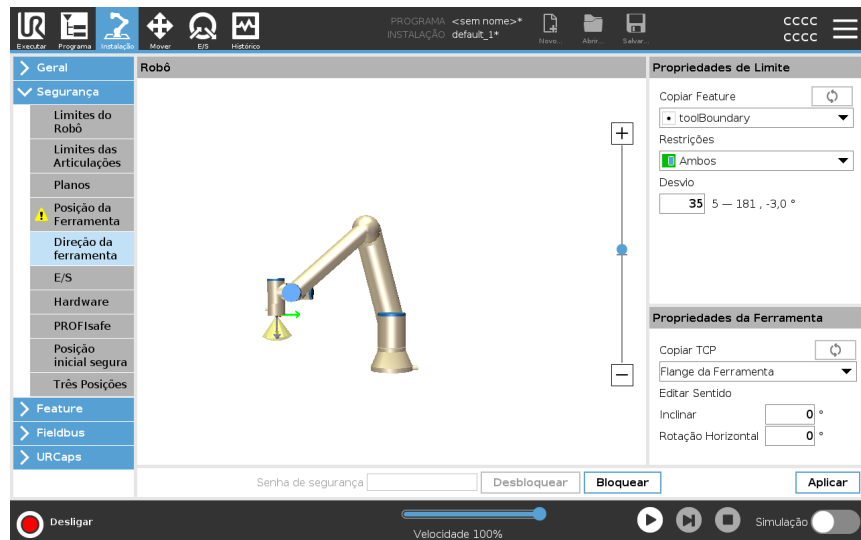 PROGRAMA <sem nome>*
INSTALAÇÃO default_1*
Executar
Programa
Instalação
Mover
E/S
Histórico
Novo...
Abrir...
Salvar...
cccc
cccc
Geral
Segurança
Limites do
Robô
Limites das
Articulações
Planos
Posição da
Ferramenta
Direção da
ferramenta
E/S
Hardware
PROFIsafe
Posição
inicial segura
Três Posições
Feature
Fieldbus
URCaps
Robô
Propriedades de Limite
Copiar Feature
toolBoundary
Restrições
Ambos
Desvio
35 5 — 181 , -3,0 °
Propriedades da Ferramenta
Copiar TCP
Flange da Ferramenta
Editar Sentido
Inclinar 0 °
Rotação Horizontal 0 °
Senha de segurança
Desbloquear
Bloquear
Aplicar
Desligar
Velocidade 100%
Simulação